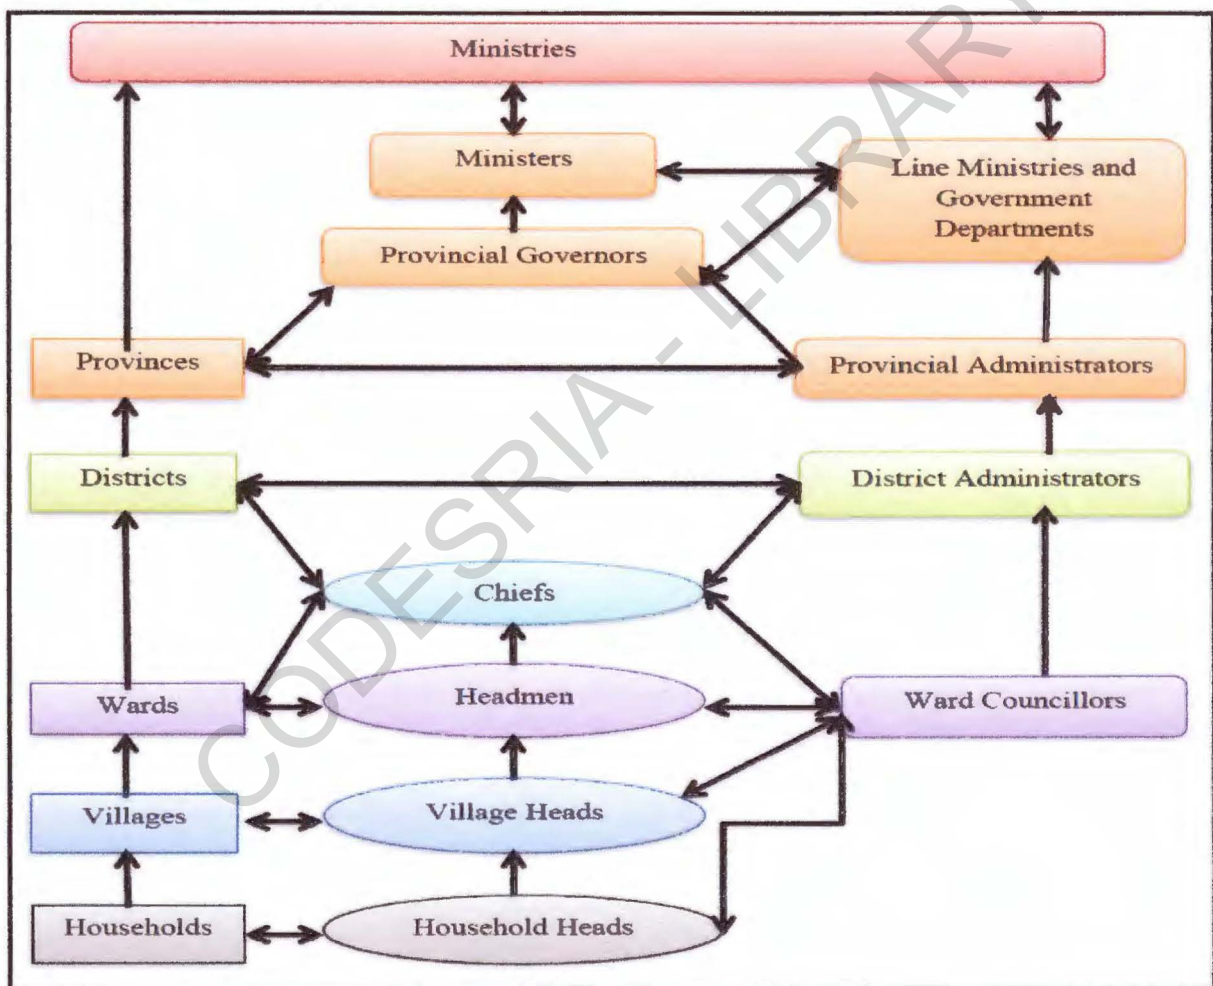 Ministries
Ministers
Line Ministries and
Government
Departments
Provincial Governors
Provinces
Provincial Administrators
Districts
District Administrators
Chiefs
Wards
Headmen
Ward Councillors
Villages
Village Heads
Households
Household Heads
CODESRIA - LIBRARY